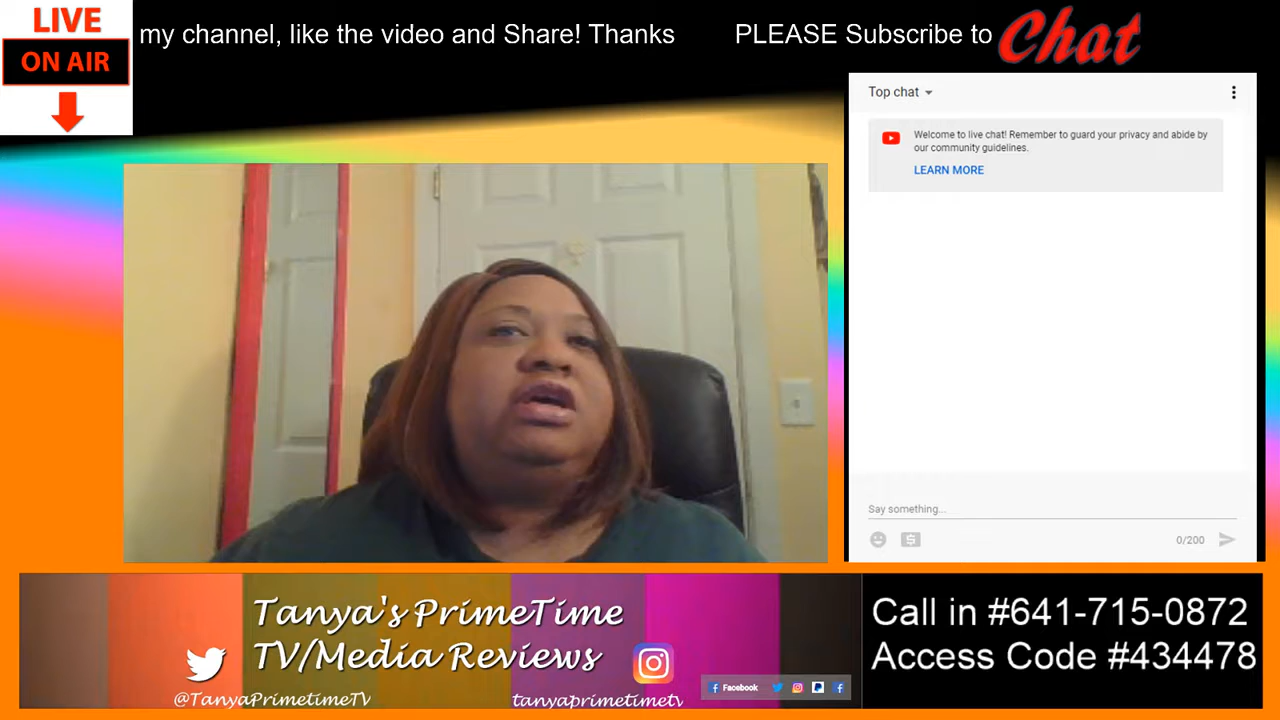 LIVE
ON AIR
my channel, like the video and Share! Thanks PLEASE Subscribe to
Chat
Top chat
Welcome to live chat! Remember to guard your privacy and abide by
our community guidelines.
LEARN MORE
Say something...
0/200
Tanya's PrimeTime
TV/Media Reviews
@TanyaPrimetimeTV
tanyaprimetimetv
Facebook
Call in #641-715-0872
Access Code #434478